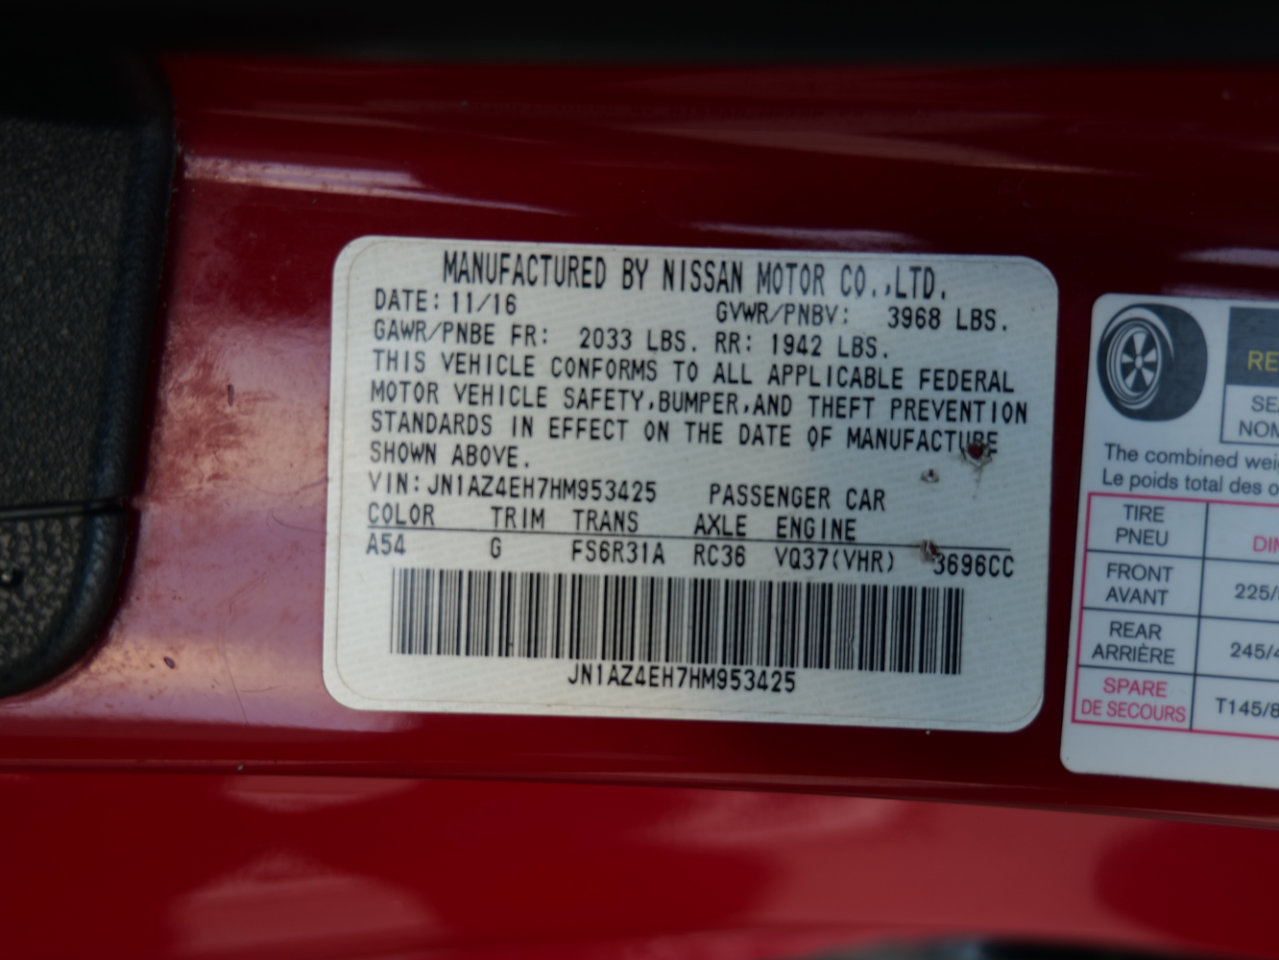 MANUFACTURED BY NISSAN MOTOR CO.,LTD.
DATE: 11/16 GVWR/PNBV: 3968 LBS.
GAWR/PNBE FR: 2033 LBS. RR: 1942 LBS.
THIS VEHICLE CONFORMS TO ALL APPLICABLE FEDERAL
MOTOR VEHICLE SAFETY,BUMPER,AND THEFT PREVENTION
STANDARDS IN EFFECT ON THE DATE OF MANUFACTURE
SHOWN ABOVE.
VIN: JN1AZ4EH7HM953425 PASSENGER CAR
COLOR TRIM TRANS AXLE ENGINE
A54 G FS6R31A RC36 VQ37(VHR) 3696CC
JN1AZ4EH7HM953425
The combined
Le poids total des
TIRE
PNEU
FRONT
AVANT
225/
REAR
ARRIÈRE
245/4
SPARE
DE SECOURS
T145/8